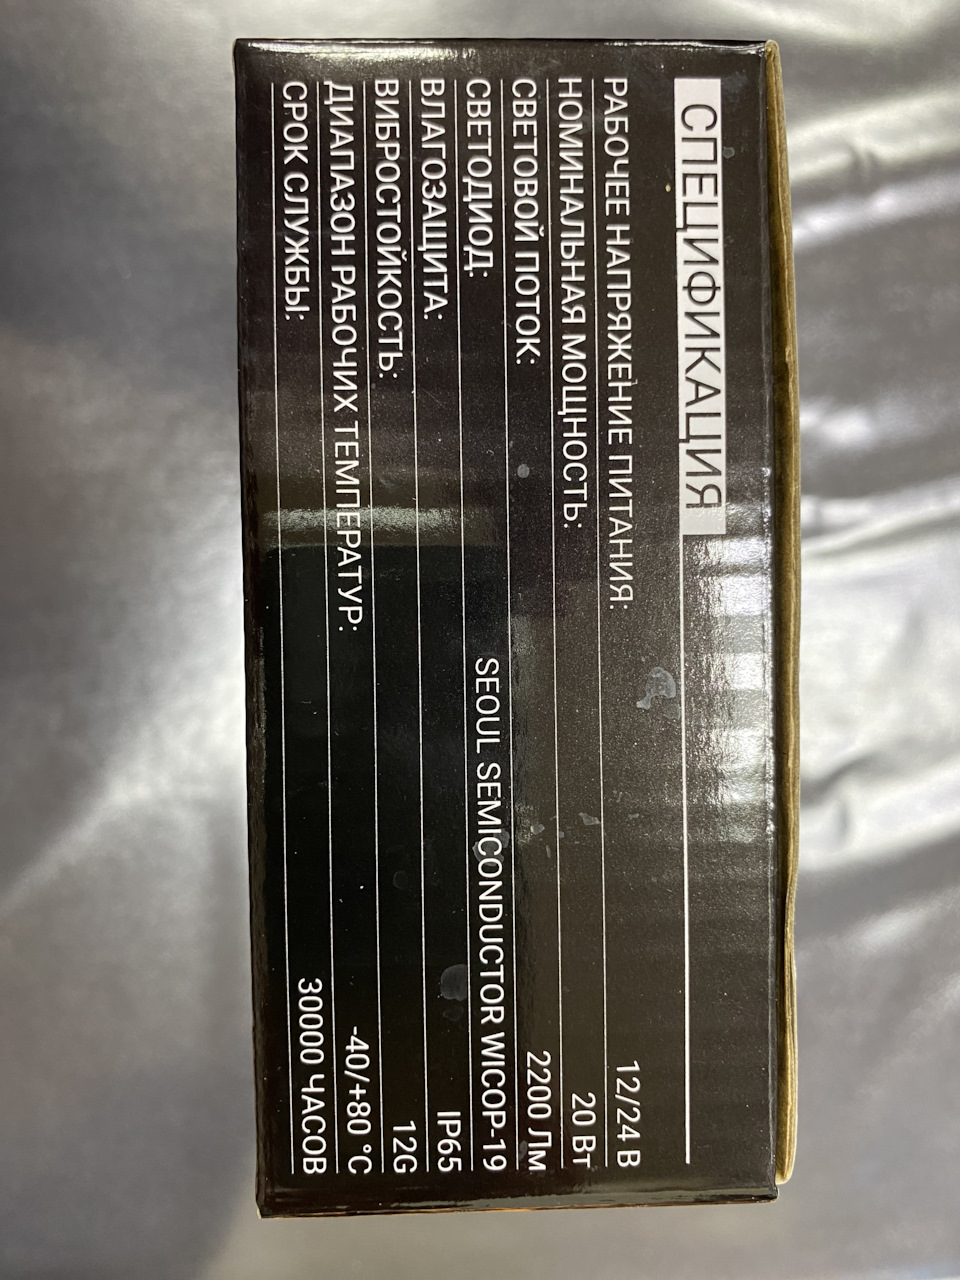 СПЕЦИФИКАЦИЯ
РАБОЧЕЕ НАПРЯЖЕНИЕ ПИТАНИЯ: 12/24 В
НОМИНАЛЬНАЯ МОЩНОСТЬ: 20 Вт
СВЕТОВОЙ ПОТОК: 2200 Лм
СВЕТОДИОД: SEOUL SEMICONDUCTOR WICOP-19
ВЛАГОЗАЩИТА: IP65
ВИБРОСТОЙКОСТЬ: 12G
ДИАПАЗОН РАБОЧИХ ТЕМПЕРАТУР: -40/+80 °C
СРОК СЛУЖБЫ: 30000 ЧАСОВ